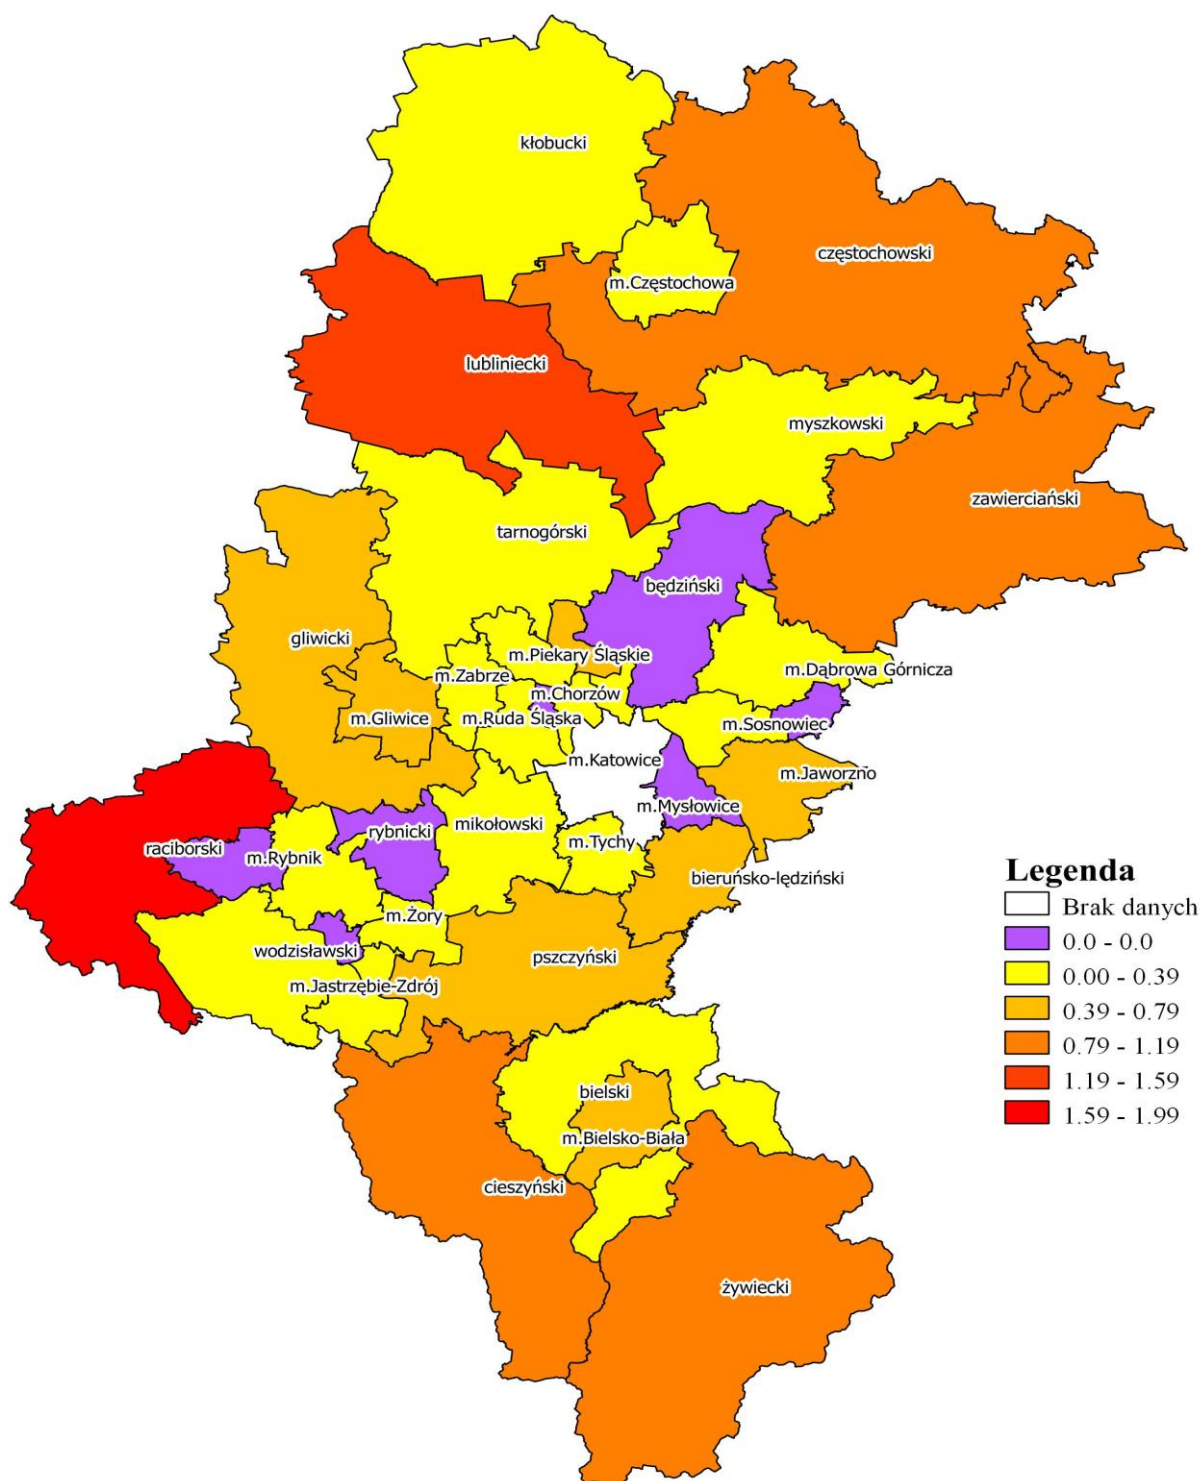 kłobucki
częstochowski
m.Częstochowa
lubliniecki
myszkowski
zawierciański
tarnogórski
będziński
gliwicki
m.Piekary Śląskie
m.Dąbrowa Górnicza
m.Zabrze
m.Chorzów
m.Gliwice
m.Ruda Śląska
m.Sosnowiec
m.Katowice
m.Jaworzno
m.Mysłowice
mikołowski
rybnicki
m.Tychy
raciborski
m.Rybnik
bieruńsko-lędziński
m.Żory
wodzisławski
pszczyński
m.Jastrzębie-Zdrój
bielski
m.Bielsko-Biała
cieszyński
żywiecki
Legenda
Brak danych
0.0 - 0.0
0.00 - 0.39
0.39 - 0.79
0.79 - 1.19
1.19 - 1.59
1.59 - 1.99